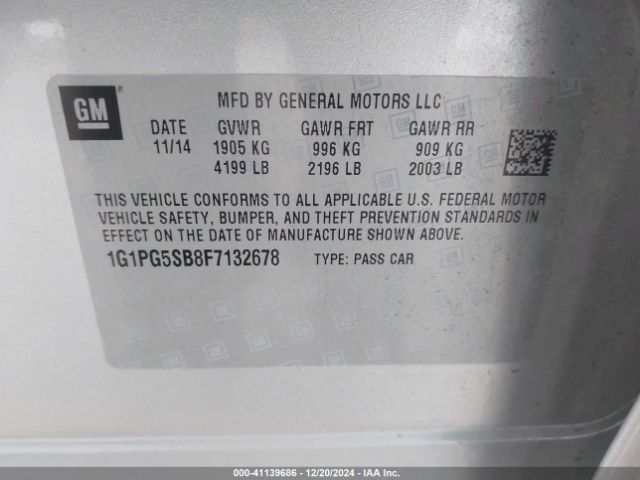 GM
MFD BY GENERAL MOTORS LLC
DATE GVWR GAWR FRT GAWR RR
11/14 1905 KG 996 KG 909 KG
4199 LB 2196 LB 2003 LB
THIS VEHICLE CONFORMS TO ALL APPLICABLE U.S. FEDERAL MOTOR
VEHICLE SAFETY, BUMPER, AND THEFT PREVENTION STANDARDS IN
EFFECT ON THE DATE OF MANUFACTURE SHOWN ABOVE.
1G1PG5SB8F7132678 TYPE: PASS CAR
000-41139686 - 12/20/2024 - IAA Inc.